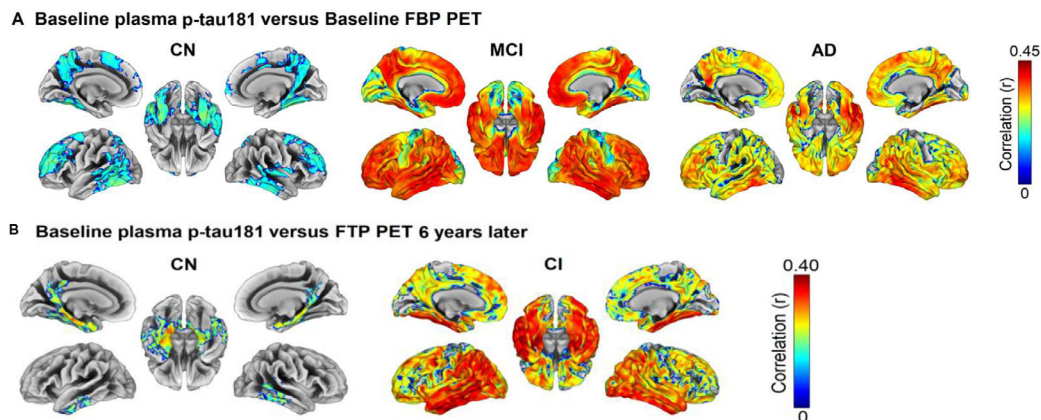 A Baseline plasma p-tau181 versus Baseline FBP PET
CN
MCI
AD
0.45
Correlation (r)
0
B Baseline plasma p-tau181 versus FTP PET 6 years later
CN
CI
0.40
Correlation (r)
0